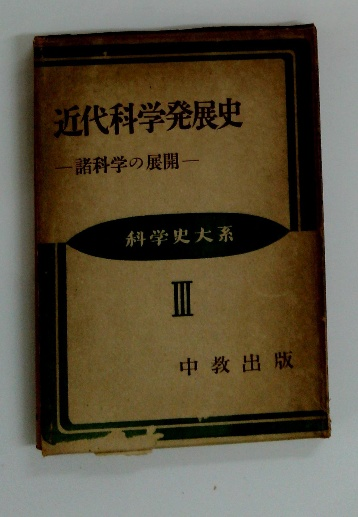 近代科学発展史
―諸科学の展開―
科学史大系
Ⅲ
中教出版